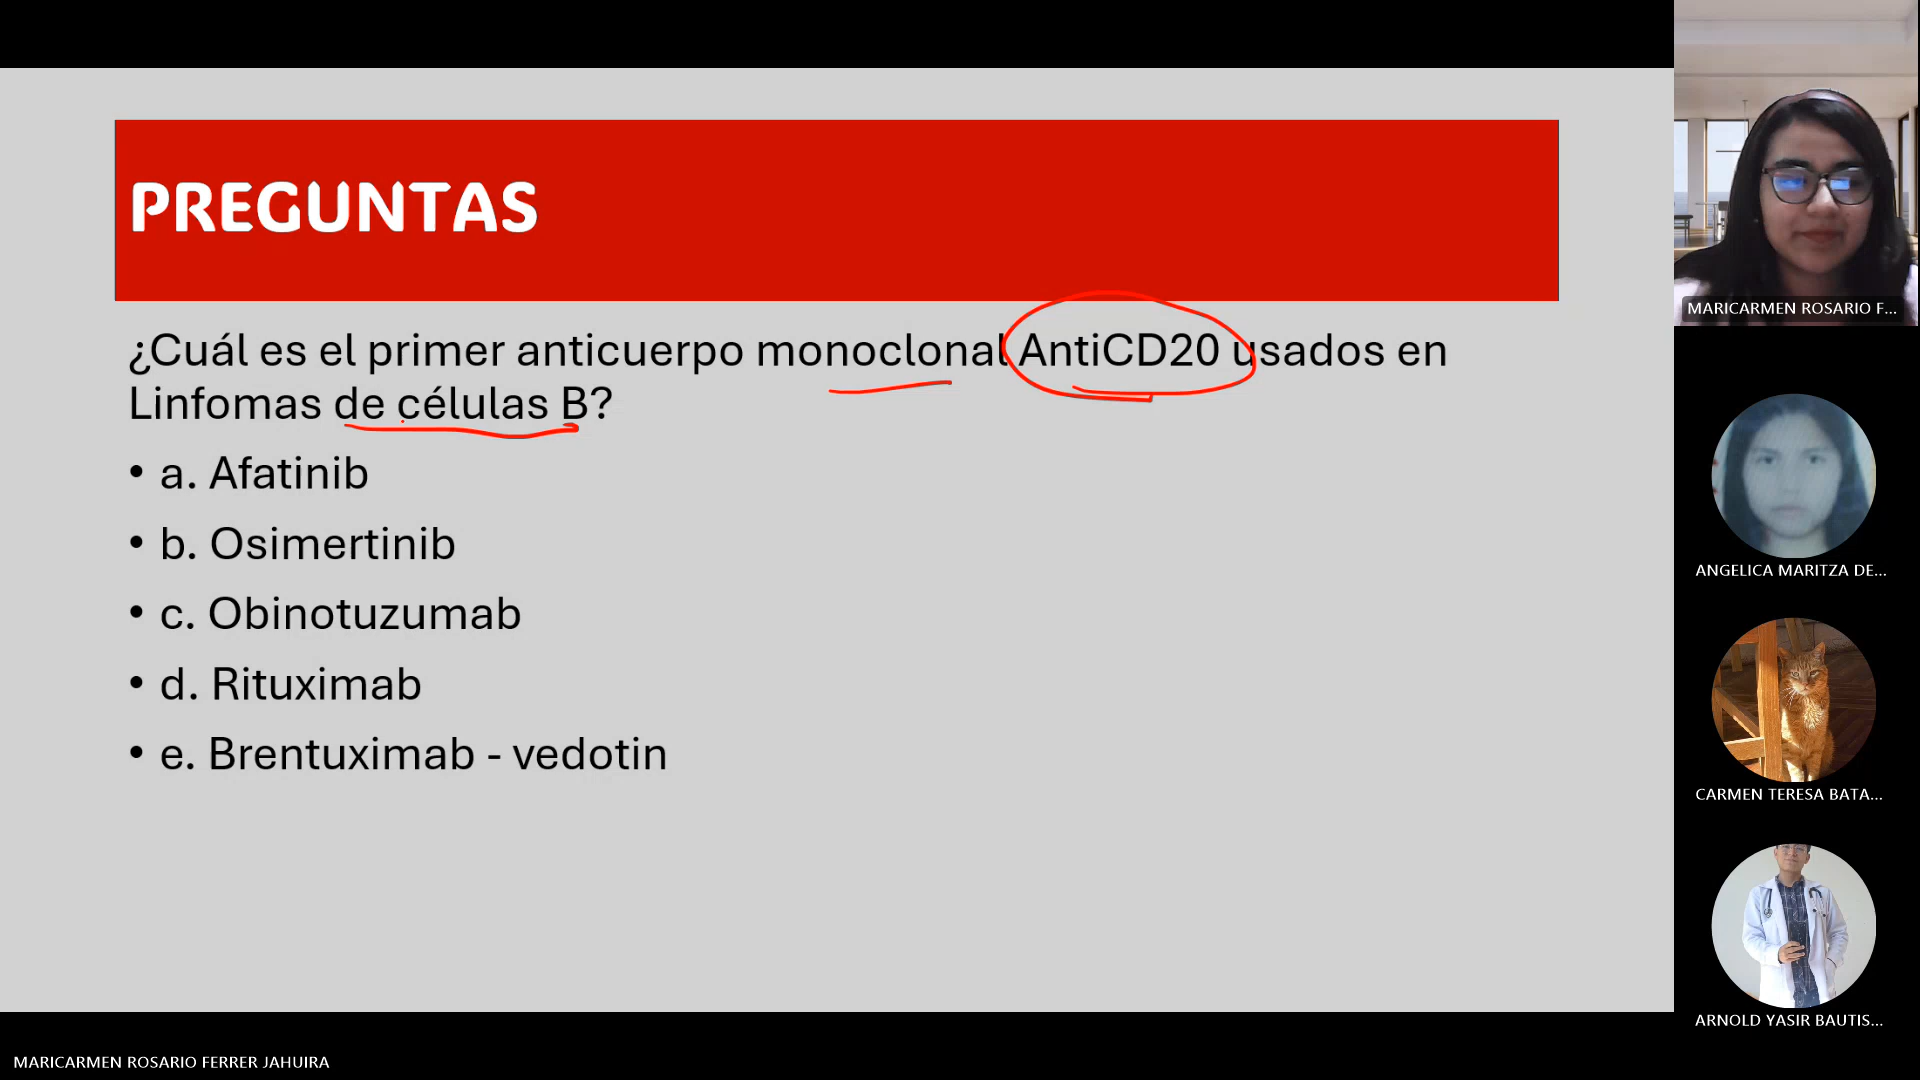 PREGUNTAS
¿Cuál es el primer anticuerpo monoclonal AntiCD20 usados en
Linfomas de células B?
• a. Afatinib
• b. Osimertinib
• c. Obinotuzumab
• d. Rituximab
• e. Brentuximab - vedotin
MARICARMEN ROSARIO F...
ANGELICA MARITZA DE...
CARMEN TERESA BATA...
ARNOLD YASIR BAUTIS...
MARICARMEN ROSARIO FERRER JAHUIRA